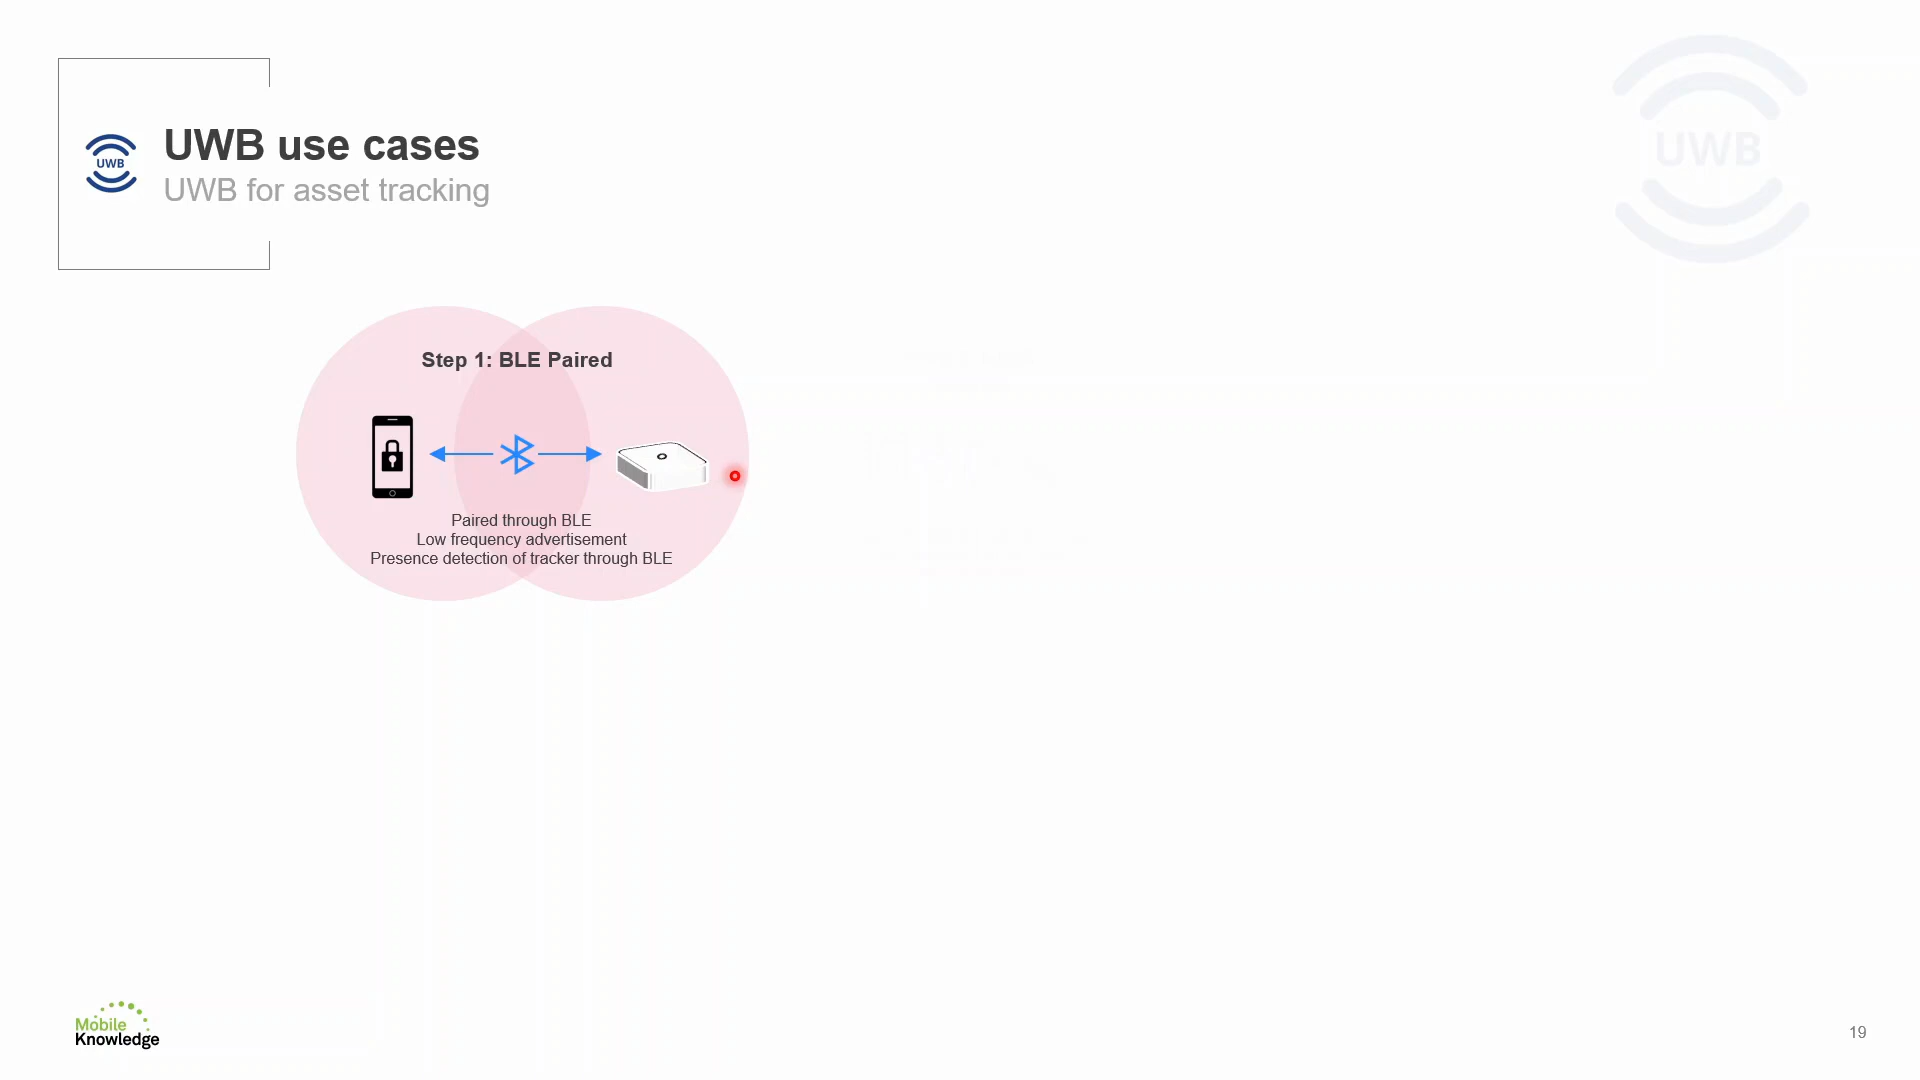 UWB
UWB use cases
UWB for asset tracking
UWB
Step 1: BLE Paired
Paired through BLE
Low frequency advertisement
Presence detection of tracker through BLE
Mobile
Knowledge
19